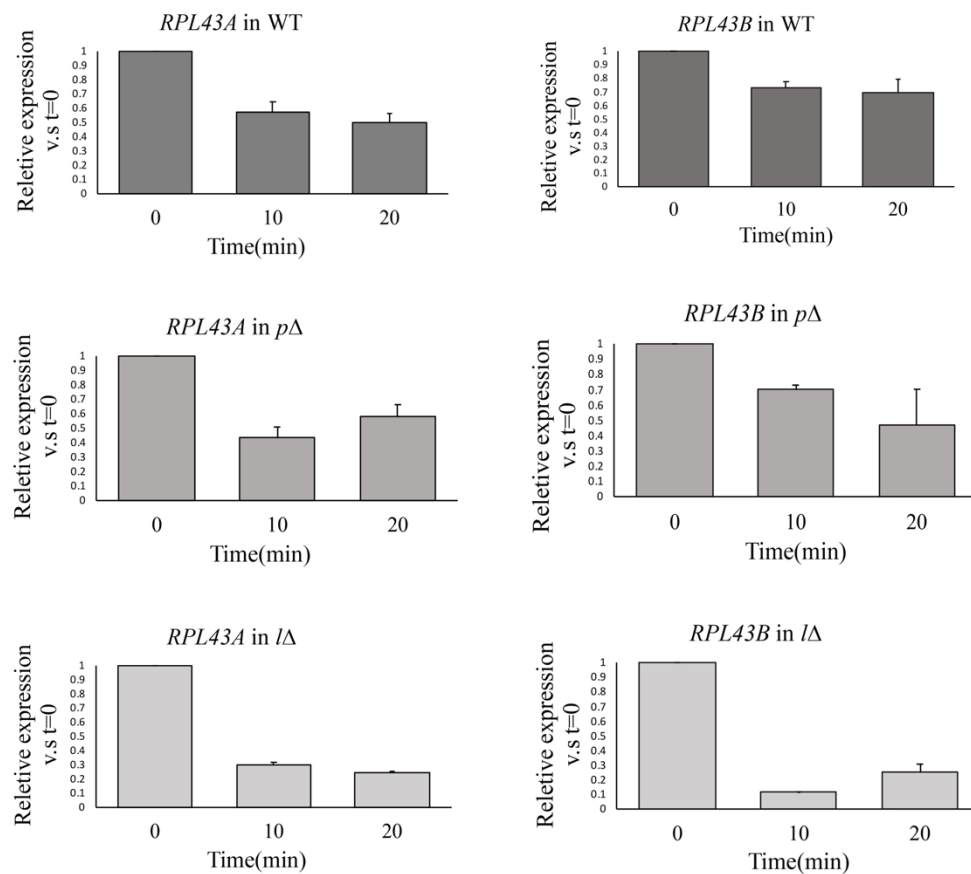 RPL43A in WT
Reletive expression
v.s t=0
1
0.9
0.8
0.7
0.6
0.5
0.4
0.3
0.2
0.1
0
0 10 20
Time(min)
RPL43B in WT
Reletive expression
v.s t=0
1
0.9
0.8
0.7
0.6
0.5
0.4
0.3
0.2
0.1
0
0 10 20
Time(min)
RPL43A in pΔ
Reletive expression
v.s t=0
1
0.9
0.8
0.7
0.6
0.5
0.4
0.3
0.2
0.1
0
0 10 20
Time(min)
RPL43B in pΔ
Reletive expression
v.s t=0
1
0.9
0.8
0.7
0.6
0.5
0.4
0.3
0.2
0.1
0
0 10 20
Time(min)
RPL43A in lΔ
Reletive expression
v.s t=0
1
0.9
0.8
0.7
0.6
0.5
0.4
0.3
0.2
0.1
0
0 10 20
Time(min)
RPL43B in lΔ
Reletive expression
v.s t=0
1
0.9
0.8
0.7
0.6
0.5
0.4
0.3
0.2
0.1
0
0 10 20
Time(min)